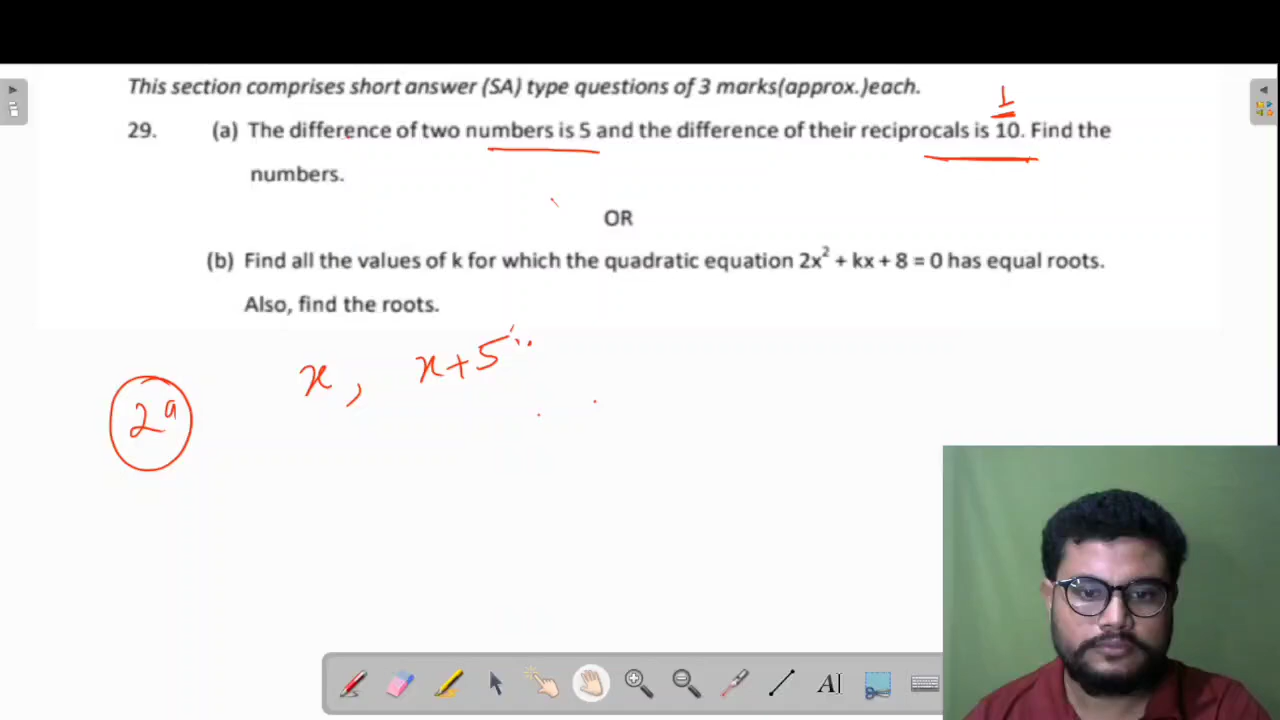 This section comprises short answer (SA) type questions of 3 marks(approx.)each.
1
29. (a) The difference of two numbers is 5 and the difference of their reciprocals is 10. Find the
numbers.
OR
(b) Find all the values of k for which the quadratic equation 2x² + kx + 8 = 0 has equal roots.
Also, find the roots.
x, x+5
2a
AI